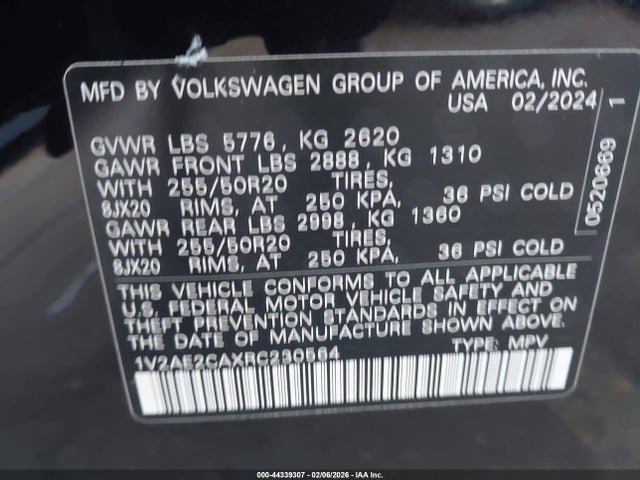 MFD BY VOLKSWAGEN GROUP OF AMERICA, INC.
USA 02/2024
GVWR LBS 5776, KG 2620
GAWR FRONT LBS 2888, KG 1310
WITH 255/50R20 TIRES,
8JX20 RIMS, AT 250 KPA, 36 PSI COLD
GAWR REAR LBS 2998, KG 1360
WITH 255/50R20 TIRES,
8JX20 RIMS, AT 250 KPA, 36 PSI COLD
THIS VEHICLE CONFORMS TO ALL APPLICABLE
U.S. FEDERAL MOTOR VEHICLE SAFETY AND
THEFT PREVENTION STANDARDS IN EFFECT ON
THE DATE OF MANUFACTURE SHOWN ABOVE.
1V2AE2CAXRC230564 TYPE: MPV
0520669 1
000-44339307 - 02/06/2026 - IAA Inc.